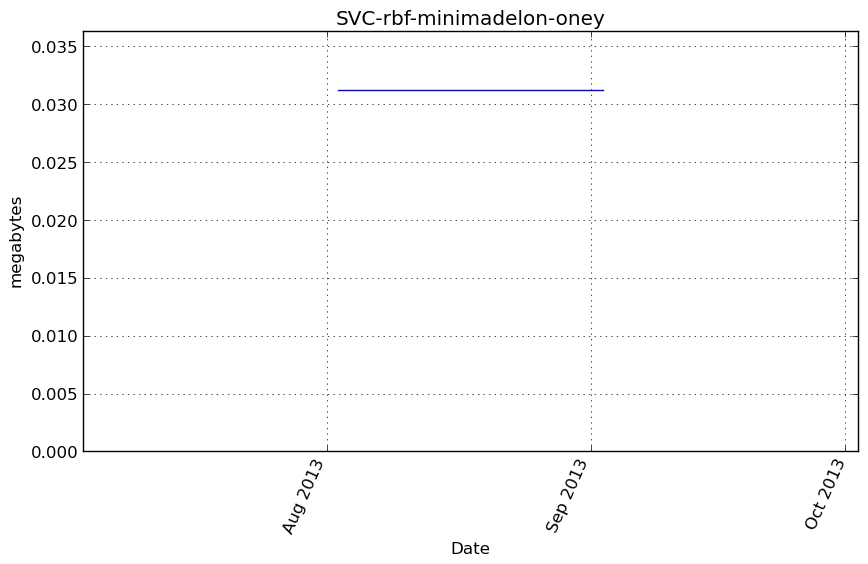 SVC-rbf-minimadelon-oney
0.035
0.030
0.025
0.020
0.015
0.010
0.005
0.000
megabytes
Aug 2013
Sep 2013
Oct 2013
Date